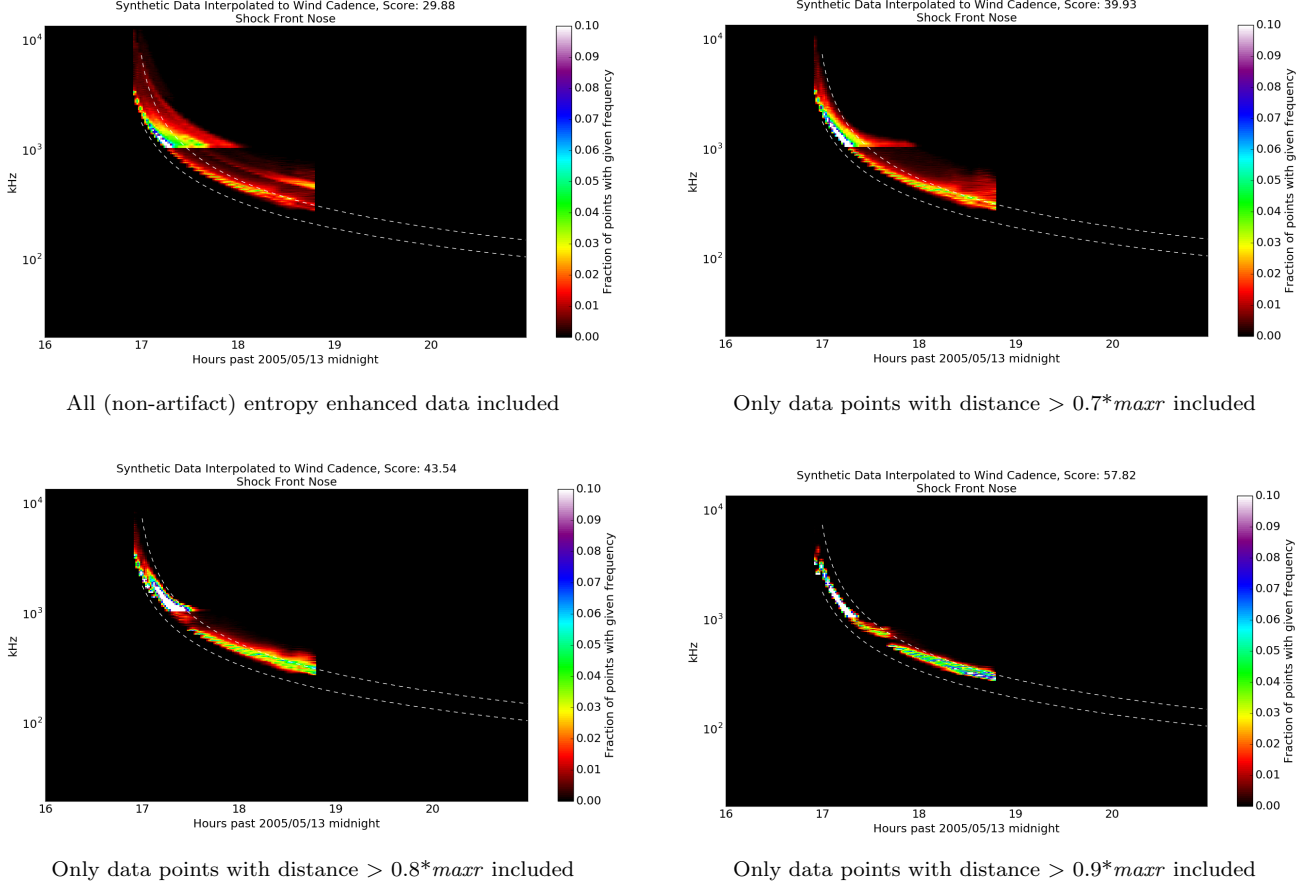 Synthetic Data Interpolated to Wind Cadence, Score: 29.88
Shock Front Nose
10⁴
10³
10²
kHz
16 17 18 19 20
Hours past 2005/05/13 midnight
0.10
0.09
0.08
0.07
0.06
0.05
0.04
0.03
0.02
0.01
0.00
Fraction of points with given frequency
All (non-artifact) entropy enhanced data included
Synthetic Data Interpolated to Wind Cadence, Score: 39.93
Shock Front Nose
10⁴
10³
10²
kHz
16 17 18 19 20
Hours past 2005/05/13 midnight
0.10
0.09
0.08
0.07
0.06
0.05
0.04
0.03
0.02
0.01
0.00
Fraction of points with given frequency
Only data points with distance > 0.7*maxr included
Synthetic Data Interpolated to Wind Cadence, Score: 43.54
Shock Front Nose
10⁴
10³
10²
kHz
16 17 18 19 20
Hours past 2005/05/13 midnight
0.10
0.09
0.08
0.07
0.06
0.05
0.04
0.03
0.02
0.01
0.00
Fraction of points with given frequency
Only data points with distance > 0.8*maxr included
Synthetic Data Interpolated to Wind Cadence, Score: 57.82
Shock Front Nose
10⁴
10³
10²
kHz
16 17 18 19 20
Hours past 2005/05/13 midnight
0.10
0.09
0.08
0.07
0.06
0.05
0.04
0.03
0.02
0.01
0.00
Fraction of points with given frequency
Only data points with distance > 0.9*maxr included